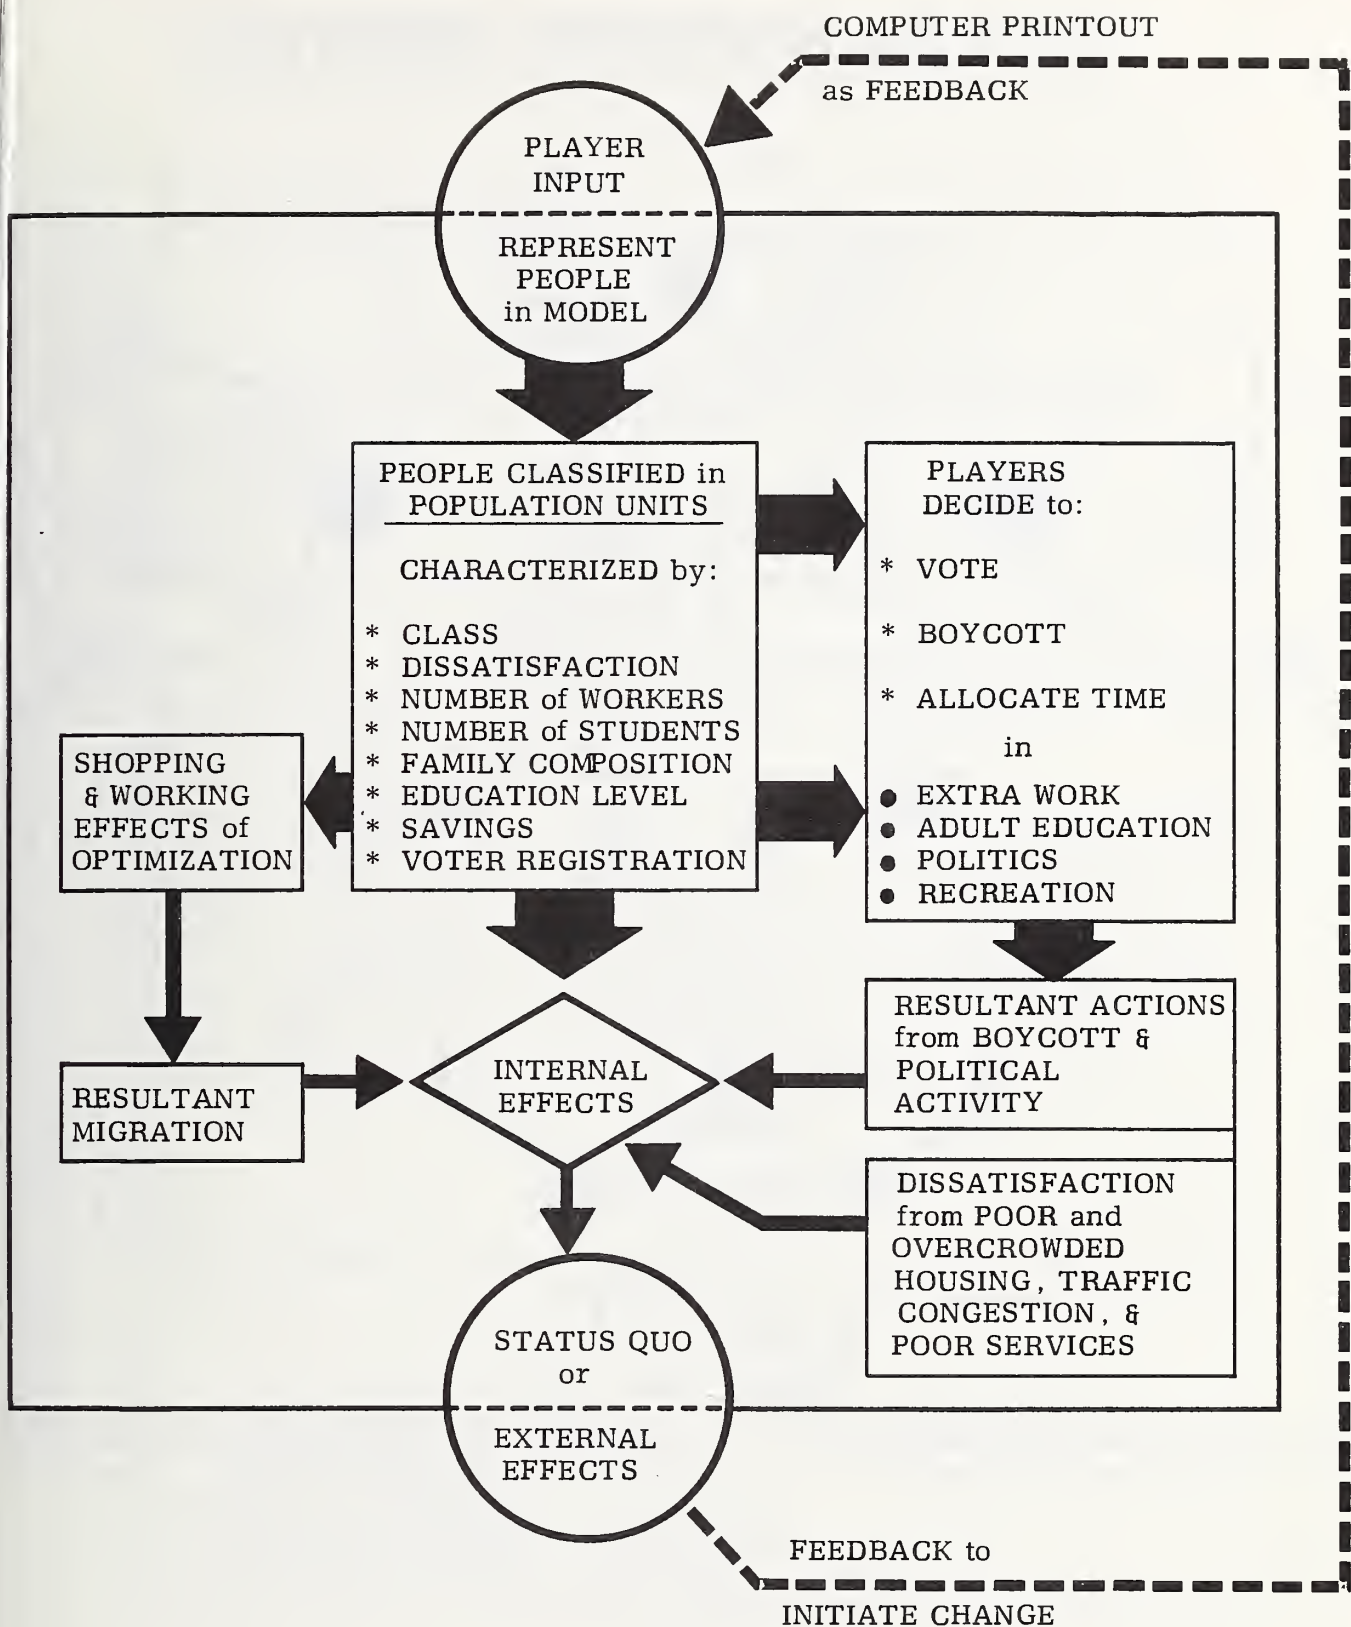 COMPUTER PRINTOUT
as FEEDBACK
PLAYER
INPUT
REPRESENT
PEOPLE
in MODEL
PEOPLE CLASSIFIED in
POPULATION UNITS
CHARACTERIZED by:
* CLASS
* DISSATISFACTION
* NUMBER of WORKERS
* NUMBER of STUDENTS
* FAMILY COMPOSITION
* EDUCATION LEVEL
* SAVINGS
* VOTER REGISTRATION
PLAYERS
DECIDE to:
* VOTE
* BOYCOTT
* ALLOCATE TIME
in
● EXTRA WORK
● ADULT EDUCATION
● POLITICS
● RECREATION
SHOPPING
& WORKING
EFFECTS of
OPTIMIZATION
RESULTANT
MIGRATION
INTERNAL
EFFECTS
RESULTANT ACTIONS
from BOYCOTT &
POLITICAL
ACTIVITY
DISSATISFACTION
from POOR and
OVERCROWDED
HOUSING, TRAFFIC
CONGESTION, &
POOR SERVICES
STATUS QUO
or
EXTERNAL
EFFECTS
FEEDBACK to
INITIATE CHANGE